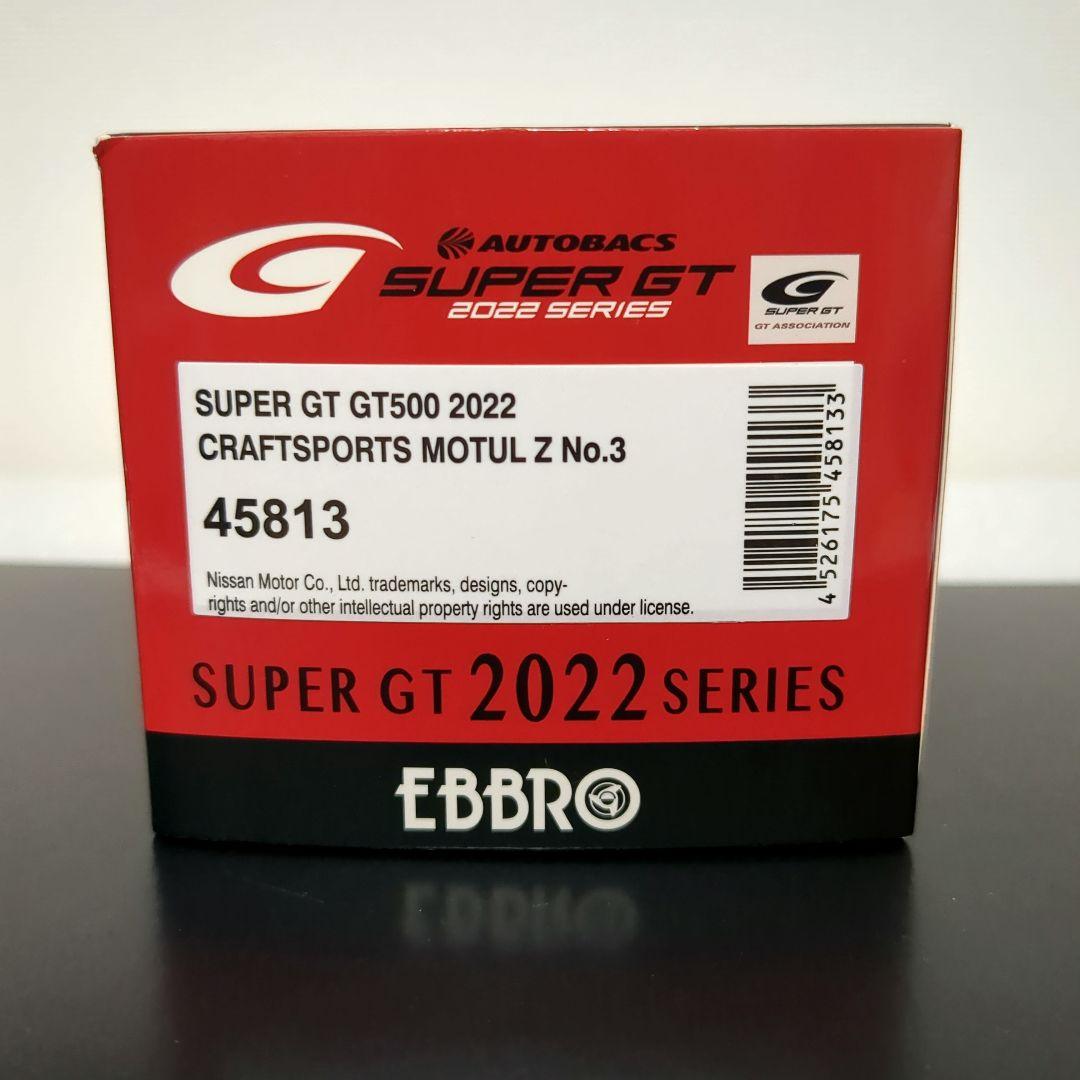 AUTOBACS
SUPER GT
2022 SERIES
SUPER GT
GT ASSOCIATION
SUPER GT GT500 2022
CRAFTSPORTS MOTUL Z No.3
45813
Nissan Motor Co., Ltd. trademarks, designs, copy-
rights and/or other intellectual property rights are used under license.
4 526175 458133
SUPER GT 2022 SERIES
EBBRO